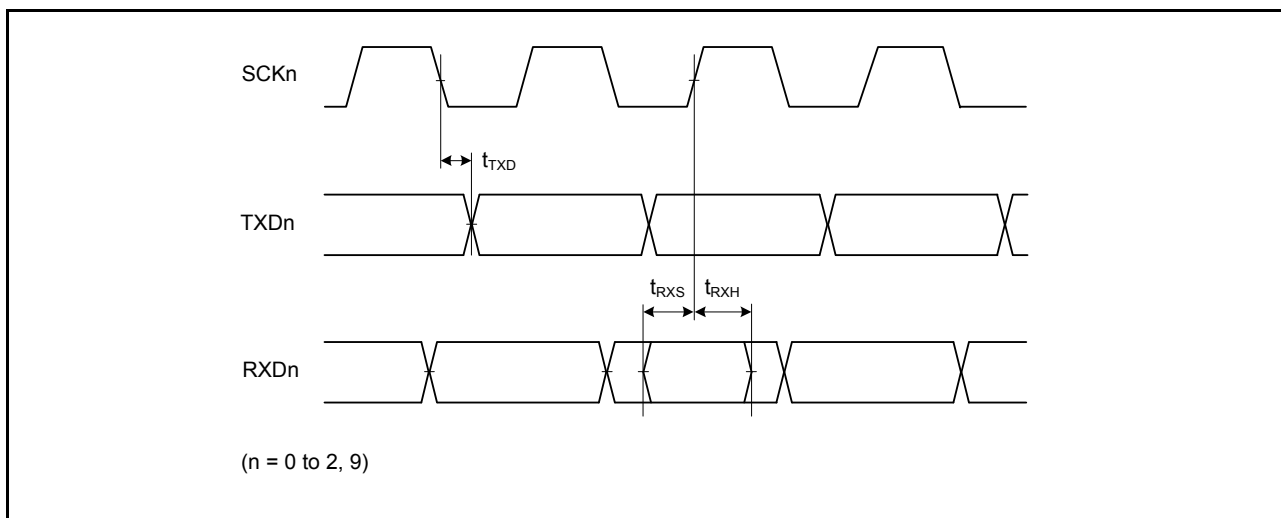 SCKn
tTXD
TXDn
tRXS tRXH
RXDn
(n = 0 to 2, 9)